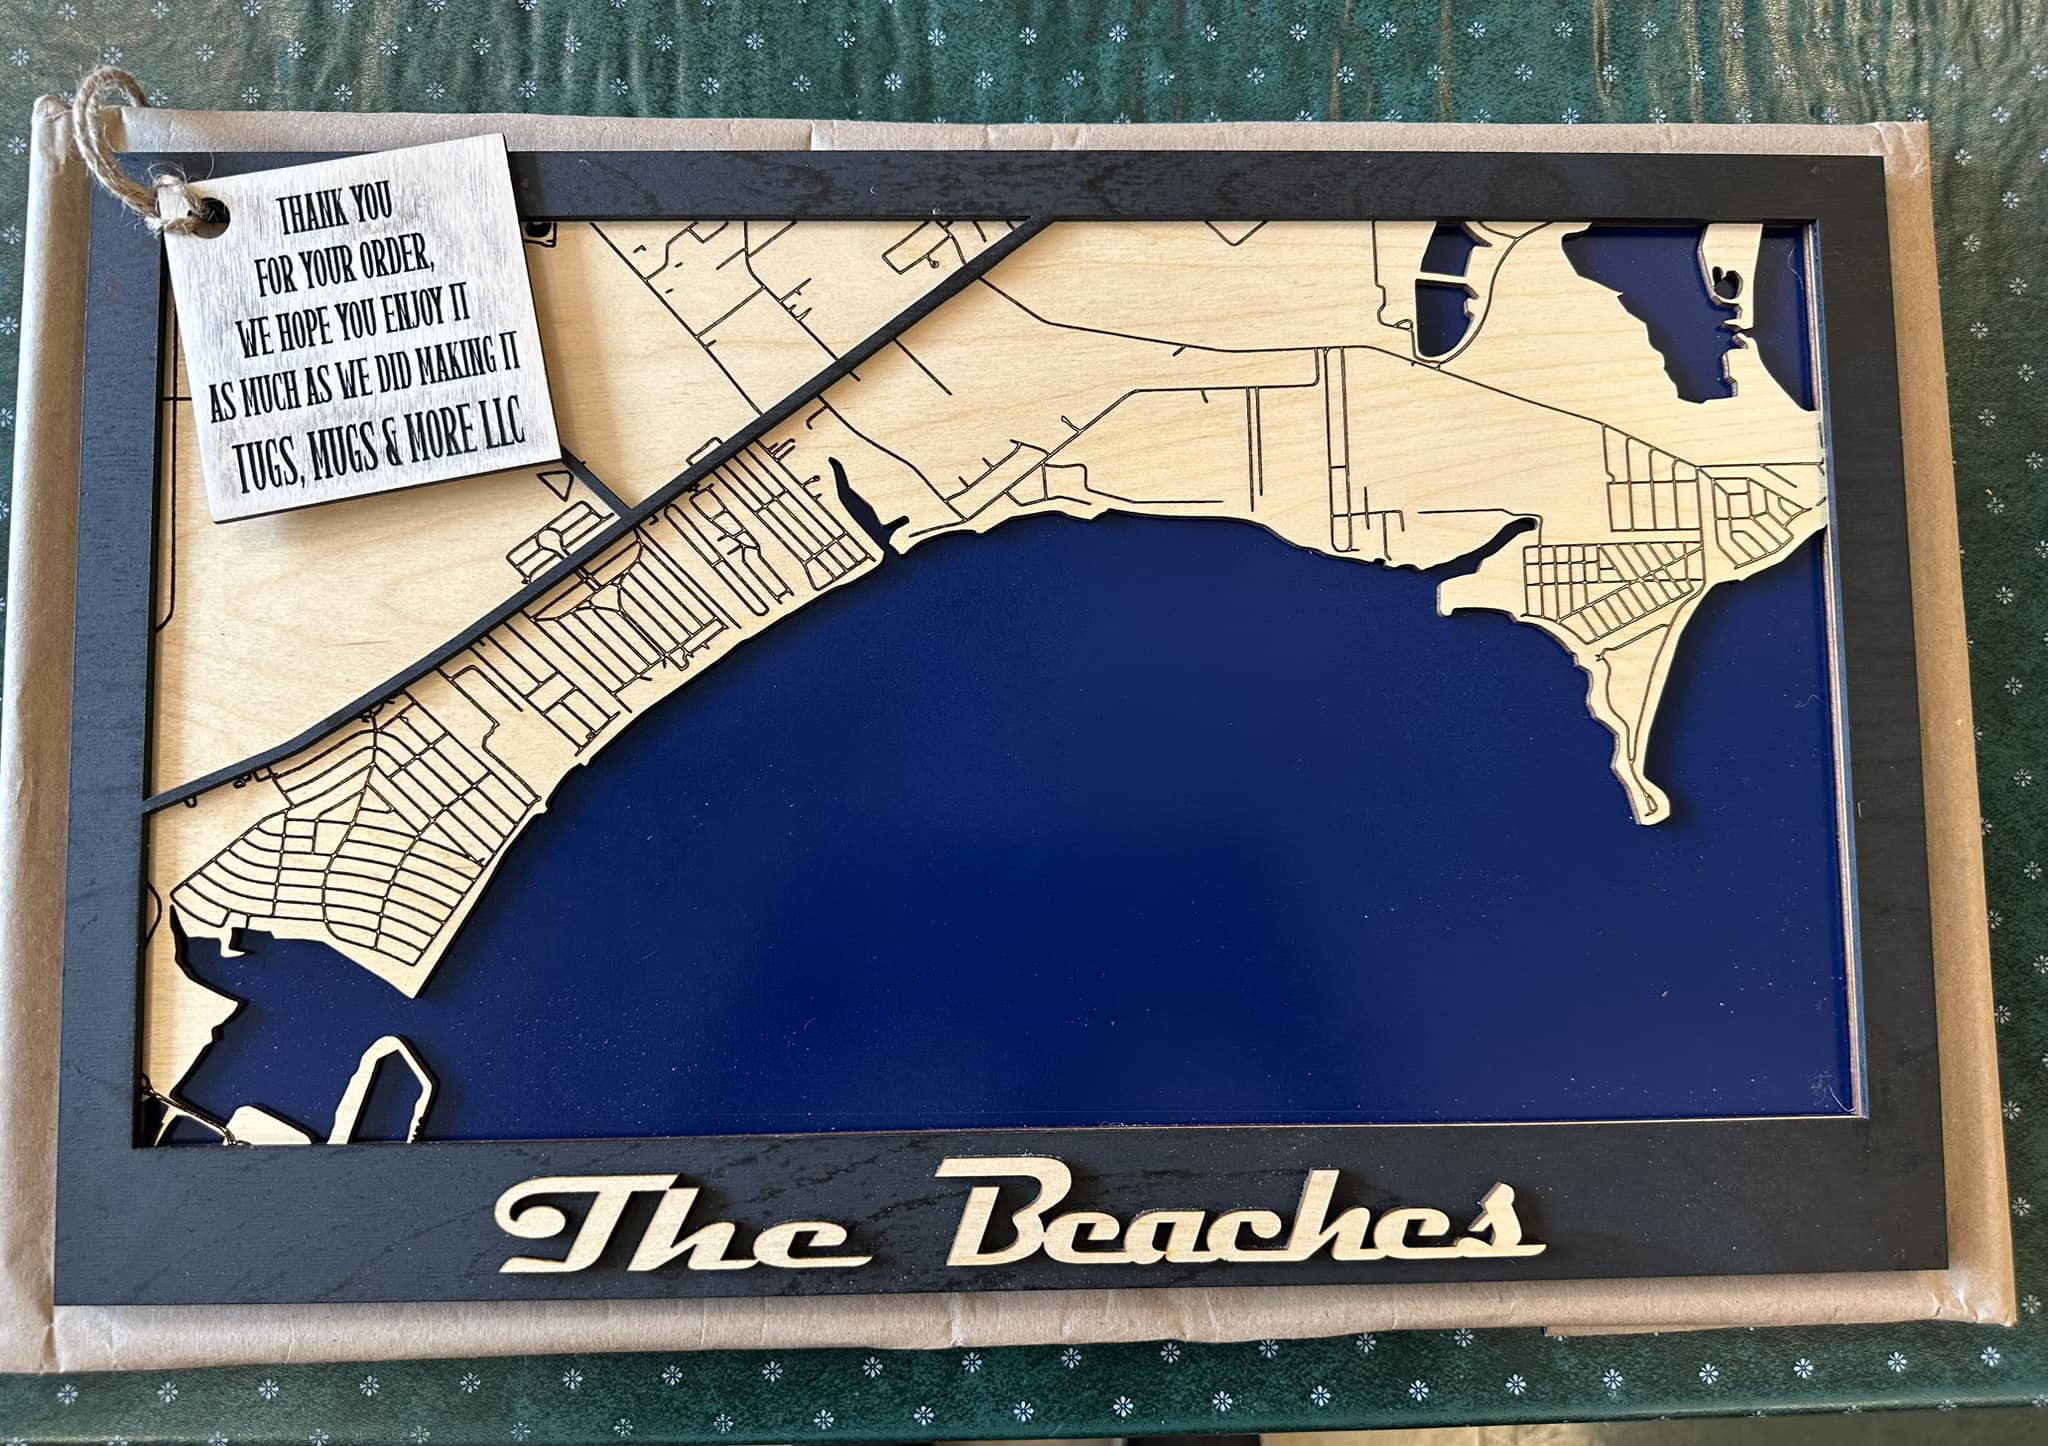 THANK YOU
FOR YOUR ORDER,
WE HOPE YOU ENJOY IT
AS MUCH AS WE DID MAKING IT
TUGS, MUGS & MORE LLC
The Beaches